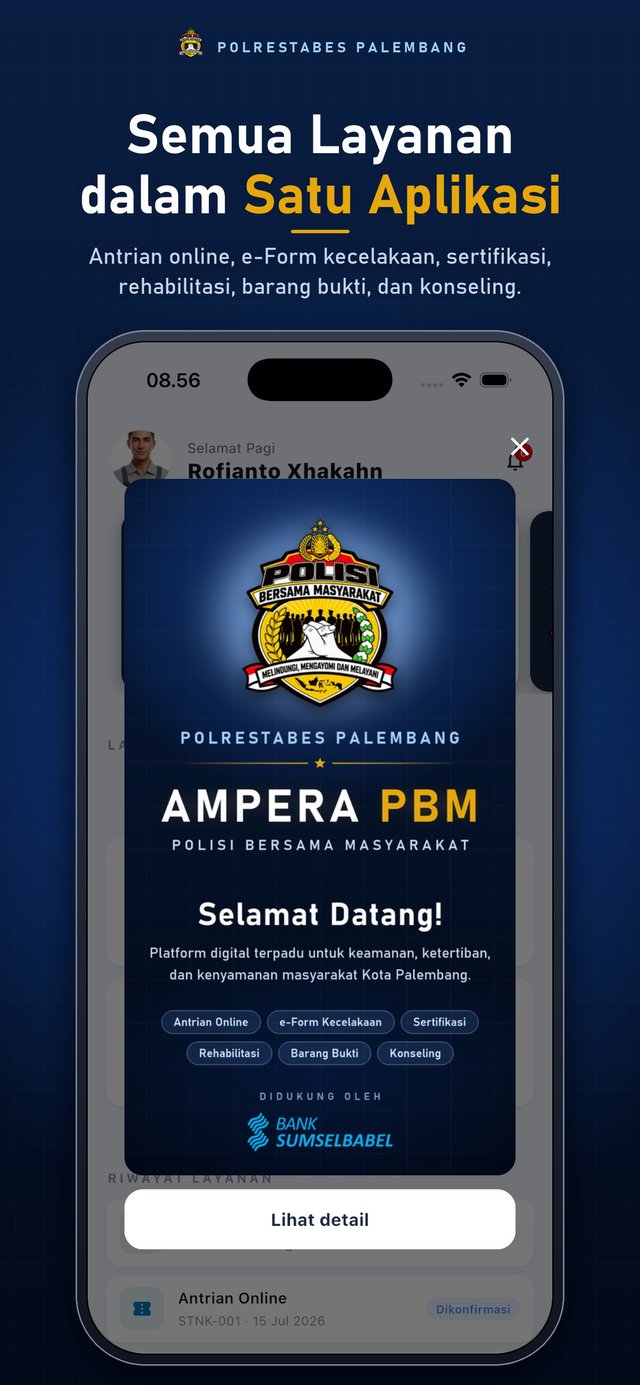 POLRESTABES PALEMBANG
Semua Layanan
dalam Satu Aplikasi
Antrian online, e-Form kecelakaan, sertifikasi,
rehabilitasi, barang bukti, dan konseling.
08.56
Selamat Pagi
Rofianto Xhakahn
POLISI
BERSAMA MASYARAKAT
MELINDUNGI, MENGAYOMI DAN MELAYANI
POLRESTABES PALEMBANG
AMPERA PBM
POLISI BERSAMA MASYARAKAT
Selamat Datang!
Platform digital terpadu untuk keamanan, ketertiban,
dan kenyamanan masyarakat Kota Palembang.
Antrian Online e-Form Kecelakaan Sertifikasi
Rehabilitasi Barang Bukti Konseling
DIDUKUNG OLEH
BANK
SUMSELBABEL
RIWAYAT LAYANAN
Lihat detail
Antrian Online
STNK-001 · 15 Jul 2026
Dikonfirmasi